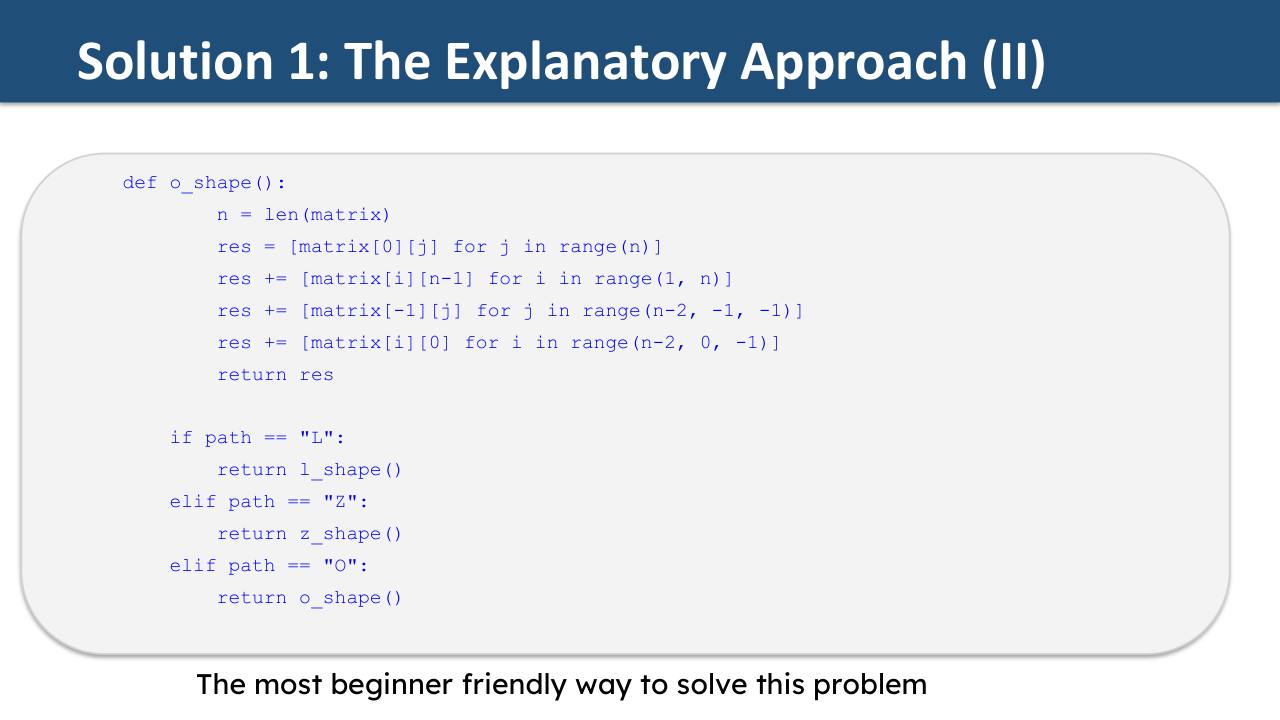 Solution 1: The Explanatory Approach (II)
def o_shape():
        n = len(matrix)
        res = [matrix[0][j] for j in range(n)]
        res += [matrix[i][n-1] for i in range(1, n)]
        res += [matrix[-1][j] for j in range(n-2, -1, -1)]
        res += [matrix[i][0] for i in range(n-2, 0, -1)]
        return res
    if path == "L":
        return l_shape()
    elif path == "Z":
        return z_shape()
    elif path == "O":
        return o_shape()
The most beginner friendly way to solve this problem